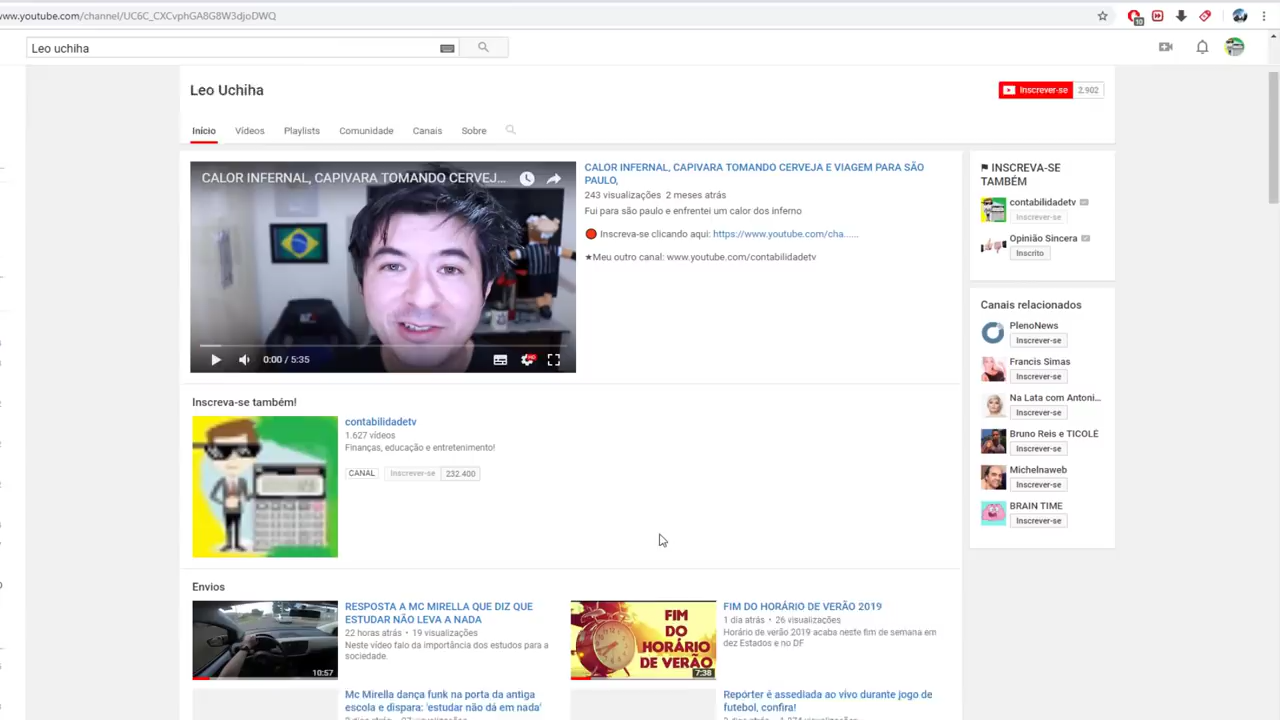 www.youtube.com/channel/UC6C_CXCvphGA8G8W3djoDWQ
10
Leo uchiha
Leo Uchiha
Inscrever-se 2.902
Início Vídeos Playlists Comunidade Canais Sobre
CALOR INFERNAL, CAPIVARA TOMANDO CERVEJ...
0:00 / 5:35
CALOR INFERNAL, CAPIVARA TOMANDO CERVEJA E VIAGEM PARA SÃO
PAULO,
243 visualizações 2 meses atrás
Fui para são paulo e enfrentei um calor dos inferno
Inscreva-se clicando aqui: https://www.youtube.com/cha......
★Meu outro canal: www.youtube.com/contabilidadetv
INSCREVA-SE
TAMBÉM
contabilidadetv
Inscrever-se
Opinião Sincera
Inscrito
Canais relacionados
PlenoNews
Inscrever-se
Francis Simas
Inscrever-se
Na Lata com Antoni...
Inscrever-se
Bruno Reis e TICOLÉ
Inscrever-se
Michelnaweb
Inscrever-se
BRAIN TIME
Inscrever-se
Inscreva-se também!
contabilidadetv
1.627 vídeos
Finanças, educação e entretenimento!
CANAL Inscrever-se 232.400
Envios
10:57
RESPOSTA A MC MIRELLA QUE DIZ QUE
ESTUDAR NÃO LEVA A NADA
22 horas atrás • 19 visualizações
Neste vídeo falo da importância dos estudos para a
sociedade.
FIM
DO
HORÁRIO
DE VERÃO
7:38
FIM DO HORÁRIO DE VERÃO 2019
1 dia atrás • 26 visualizações
Horário de verão 2019 acaba neste fim de semana em
dez Estados e no DF
Mc Mirella dança funk na porta da antiga
escola e dispara: 'estudar não dá em nada'
Repórter é assediada ao vivo durante jogo de
futebol, confira!